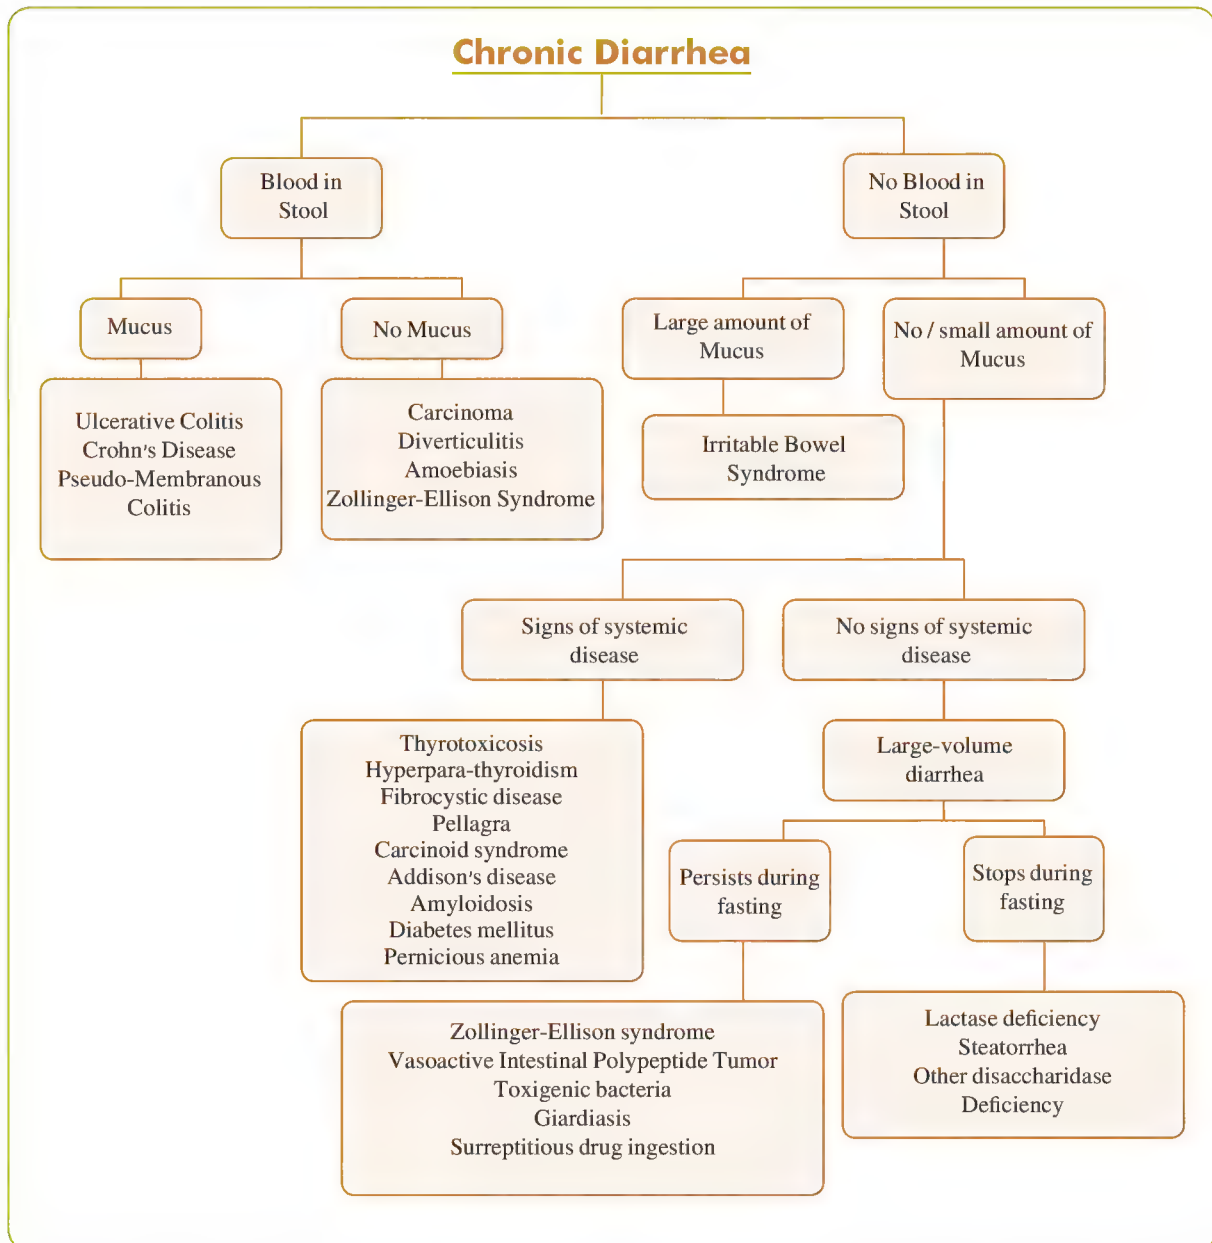 Chronic Diarrhea
Blood in
Stool
No Blood in
Stool
Mucus
No Mucus
Large amount of
Mucus
No / small amount of
Mucus
Ulcerative Colitis
Crohn's Disease
Pseudo-Membranous
Colitis
Carcinoma
Diverticulitis
Amoebiasis
Zollinger-Ellison Syndrome
Irritable Bowel
Syndrome
Signs of systemic
disease
No signs of systemic
disease
Thyrotoxicosis
Hyperpara-thyroidism
Fibrocystic disease
Pellagra
Carcinoid syndrome
Addison's disease
Amyloidosis
Diabetes mellitus
Pernicious anemia
Large-volume
diarrhea
Persists during
fasting
Stops during
fasting
Zollinger-Ellison syndrome
Vasoactive Intestinal Polypeptide Tumor
Toxigenic bacteria
Giardiasis
Surreptitious drug ingestion
Lactase deficiency
Steatorrhea
Other disaccharidase
Deficiency